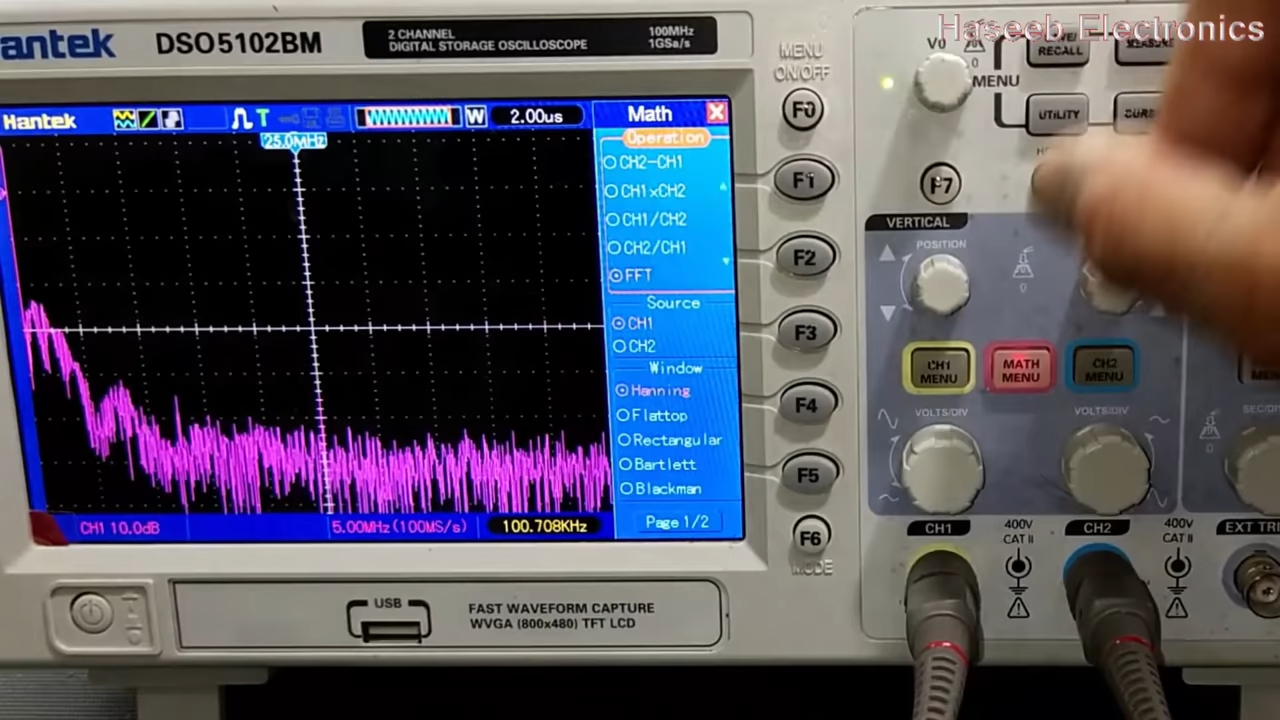 Haseeb Electronics
antek
DSO5102BM
2 CHANNEL
DIGITAL STORAGE OSCILLOSCOPE
100MHz
1GSa/s
MENU
ON/OFF
V0
0
MENU
RECALL
UTILITY
F0
F1
F2
F3
F4
F5
F6
MODE
F7
Hantek
T
W
2.00us
25.0MHz
Math
Operation
CH2-CH1
CH1xCH2
CH1/CH2
CH2/CH1
FFT
Source
CH1
CH2
Window
Hanning
Flattop
Rectangular
Bartlett
Blackman
Page 1/2
CH1 10.0dB
5.00MHz(100MS/s)
100.708KHz
VERTICAL
POSITION
0
CH1
MENU
MATH
MENU
CH2
MENU
VOLTS/DIV
VOLTS/DIV
0
CH1
400V
CAT II
CH2
400V
CAT II
USB
FAST WAVEFORM CAPTURE
WVGA (800x480) TFT LCD